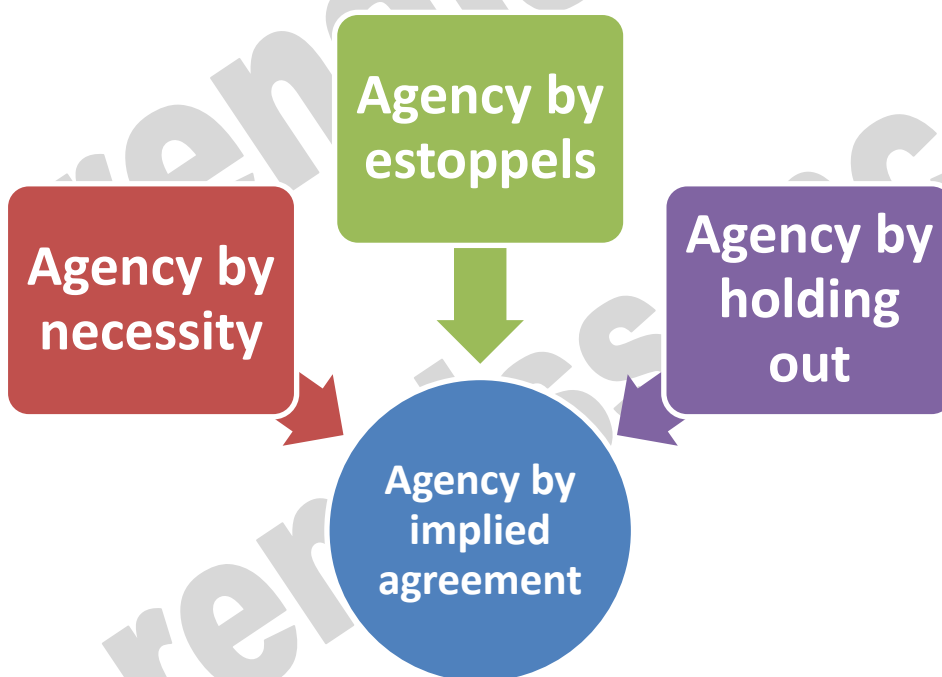 Agency by
estoppels
Agency by
necessity
Agency by
holding
out
Agency by
implied
agreement